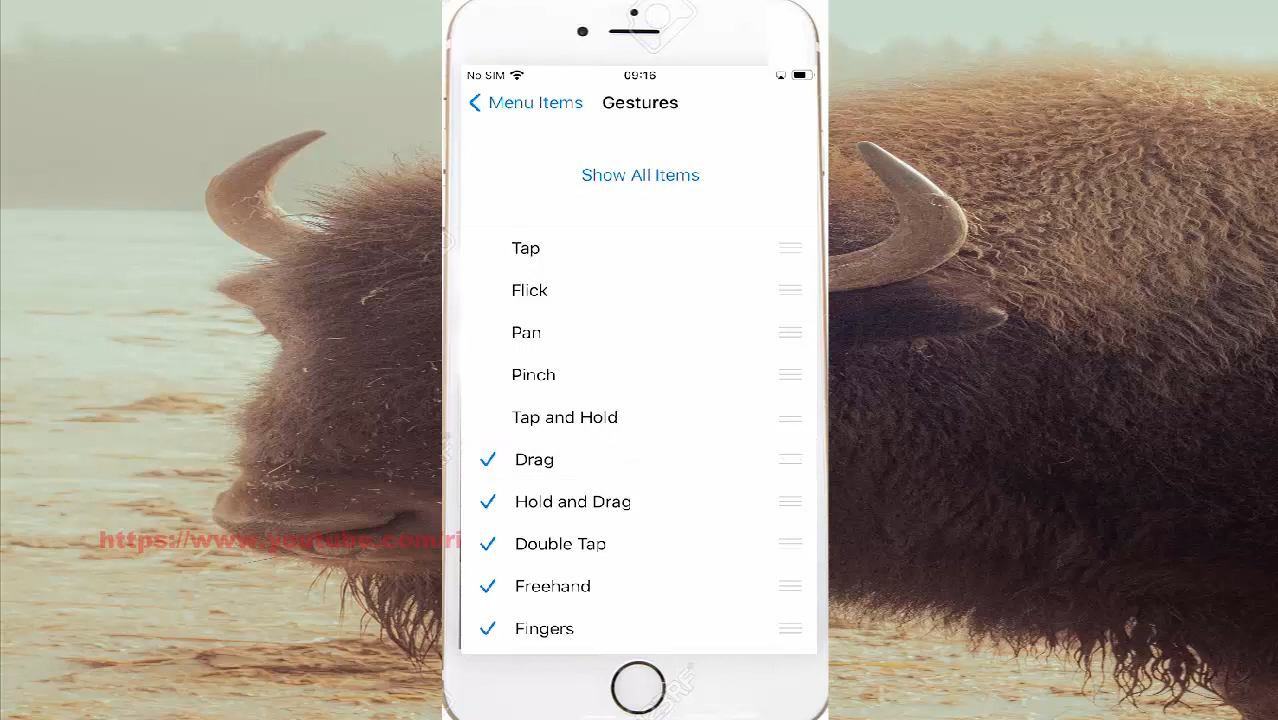 No SIM 09:16
Menu Items Gestures
Show All Items
Tap
Flick
Pan
Pinch
Tap and Hold
Drag
Hold and Drag
https://www.youtube.com/ri
Double Tap
Freehand
Fingers